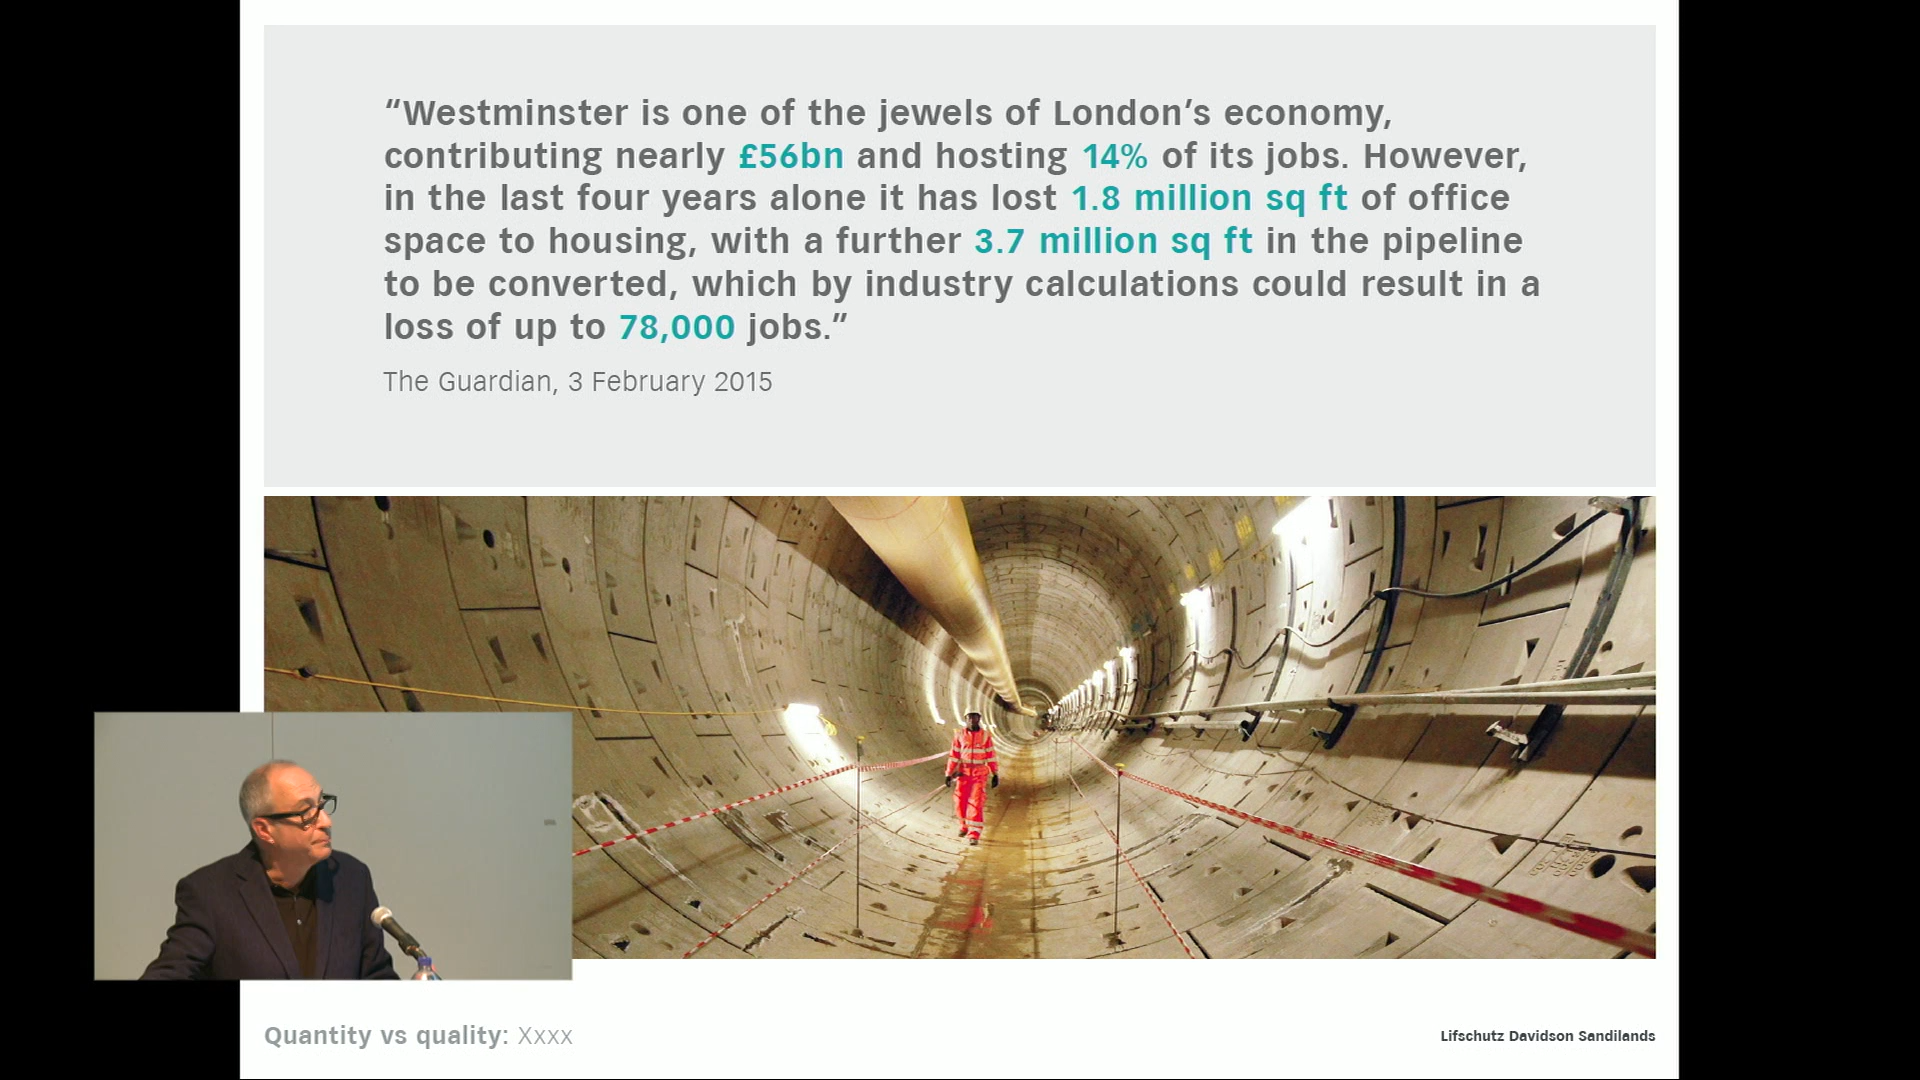 “Westminster is one of the jewels of London’s economy,
contributing nearly £56bn and hosting 14% of its jobs. However,
in the last four years alone it has lost 1.8 million sq ft of office
space to housing, with a further 3.7 million sq ft in the pipeline
to be converted, which by industry calculations could result in a
loss of up to 78,000 jobs.”
The Guardian, 3 February 2015
Quantity vs quality: Xxxx
Lifschutz Davidson Sandilands